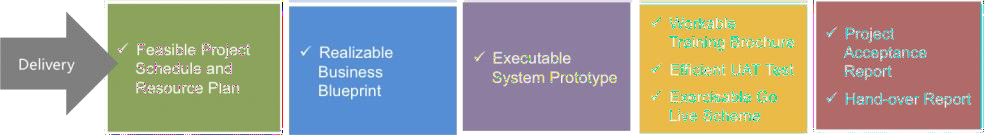 Delivery
✓ Feasible Project
Schedule and
Resource Plan
✓ Realizable
Business
Blueprint
✓ Executable
System Prototype
✓ Workable
Training Brochure
✓ Efficient UAT Test
✓ Exercisable Go
Live Scheme
✓ Project
Acceptance
Report
✓ Hand-over Report